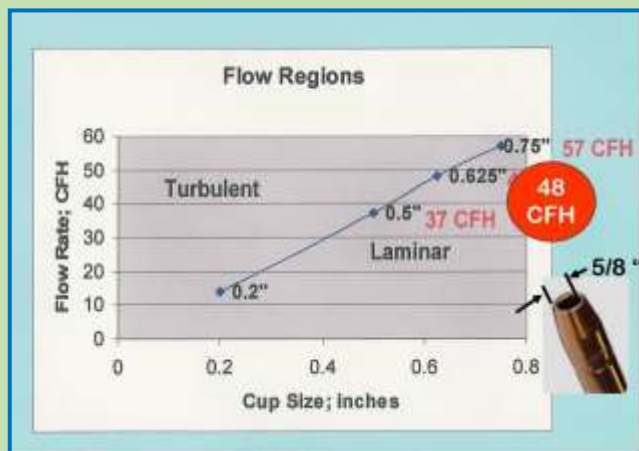 Flow Regions
60
50
40
30
20
10
0
Flow Rate; CFH
Turbulent
Laminar
0.75" 57 CFH
0.625"
48
CFH
0.5" 37 CFH
0.2"
5/8 "
0 0.2 0.4 0.6 0.8
Cup Size; inches